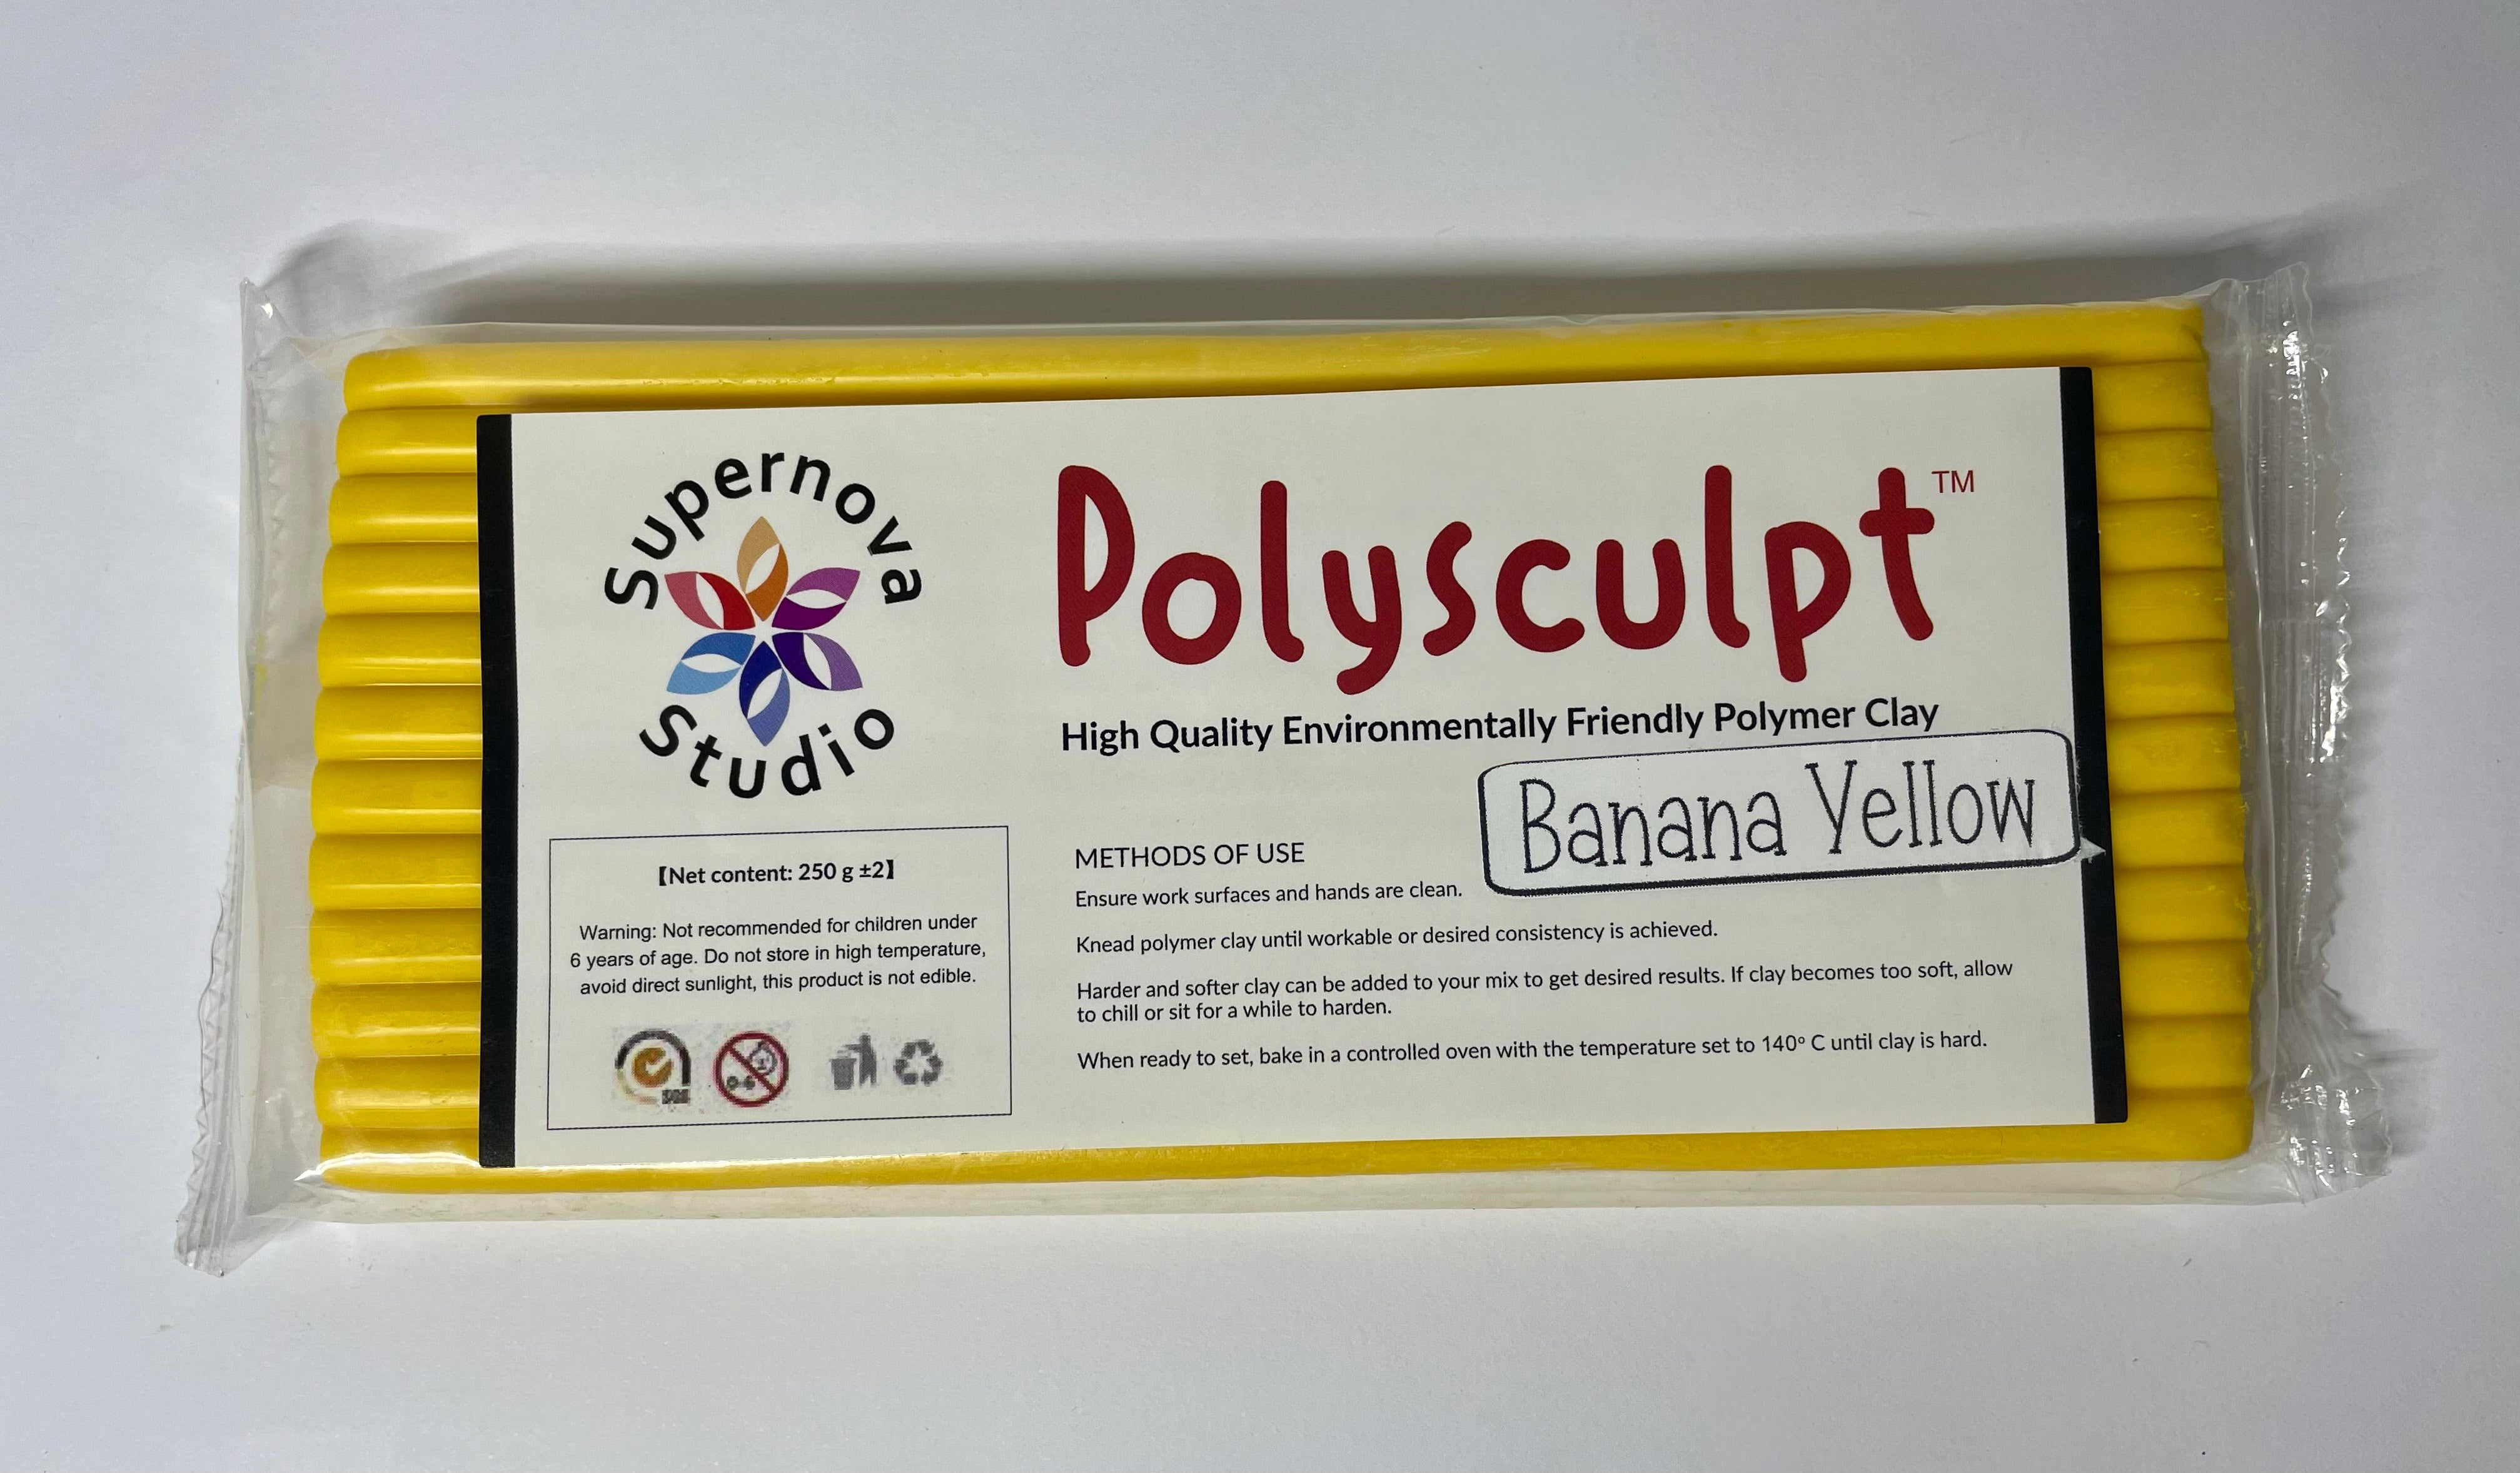 Supernova
Studio
Polysculpt™
High Quality Environmentally Friendly Polymer Clay
Banana Yellow
【Net content: 250 g ±2】
Warning: Not recommended for children under
6 years of age. Do not store in high temperature,
avoid direct sunlight, this product is not edible.
SGS
0-6
METHODS OF USE
Ensure work surfaces and hands are clean.
Knead polymer clay until workable or desired consistency is achieved.
Harder and softer clay can be added to your mix to get desired results. If clay becomes too soft, allow
to chill or sit for a while to harden.
When ready to set, bake in a controlled oven with the temperature set to 140° C until clay is hard.